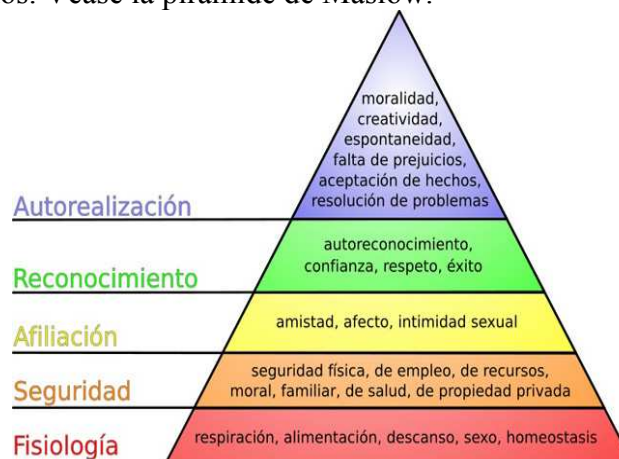 os. Véase la pirámide de Maslow.
moralidad,
creatividad,
espontaneidad,
falta de prejuicios,
aceptación de hechos,
resolución de problemas
Autorealización
autoreconocimiento,
confianza, respeto, éxito
Reconocimiento
amistad, afecto, intimidad sexual
Afiliación
seguridad física, de empleo, de recursos,
moral, familiar, de salud, de propiedad privada
Seguridad
respiración, alimentación, descanso, sexo, homeostasis
Fisiología